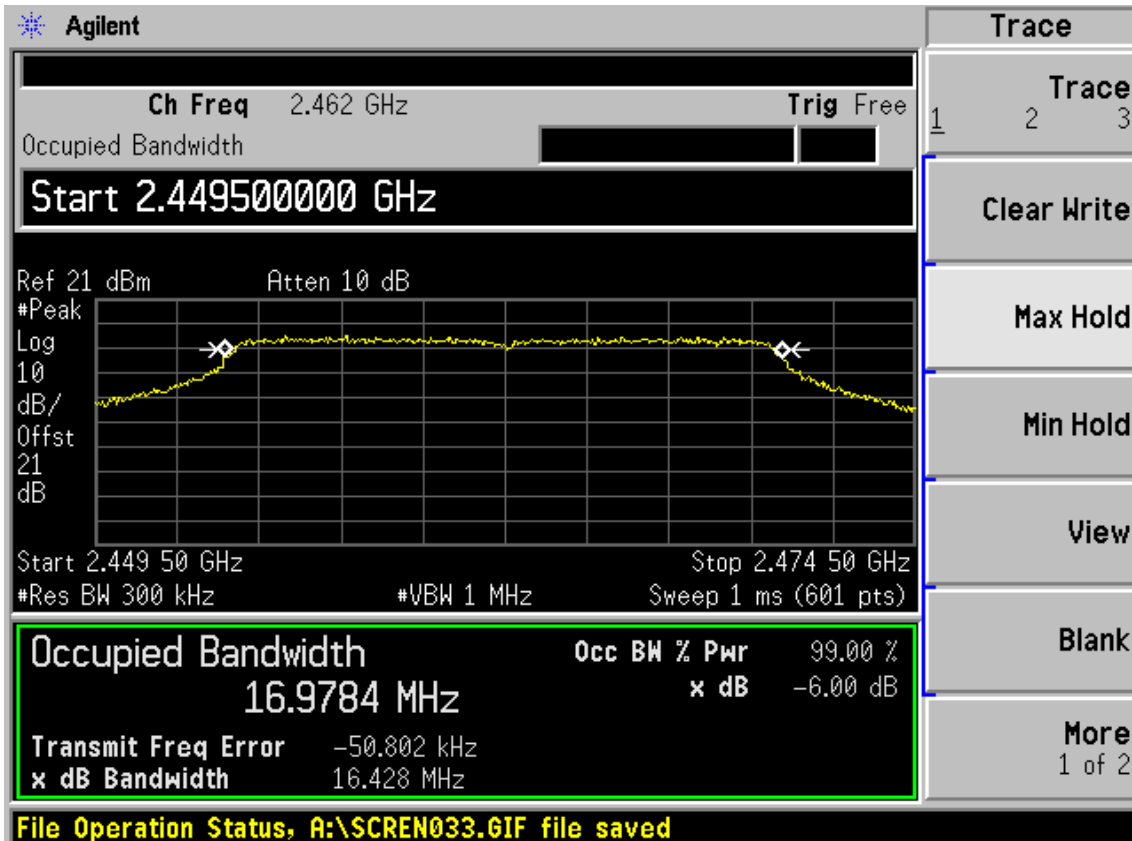 Agilent
Ch Freq 2.462 GHz Trig Free
Occupied Bandwidth
Start 2.449500000 GHz
Ref 21 dBm Atten 10 dB
#Peak
Log
10
dB/
Offst
21
dB
Start 2.449 50 GHz Stop 2.474 50 GHz
#Res BW 300 kHz #VBW 1 MHz Sweep 1 ms (601 pts)
Occupied Bandwidth
16.9784 MHz
Occ BW % Pwr 99.00 %
x dB -6.00 dB
Transmit Freq Error -50.802 kHz
x dB Bandwidth 16.428 MHz
File Operation Status, A:\SCREN033.GIF file saved
Trace
Trace
1 2 3
Clear Write
Max Hold
Min Hold
View
Blank
More
1 of 2